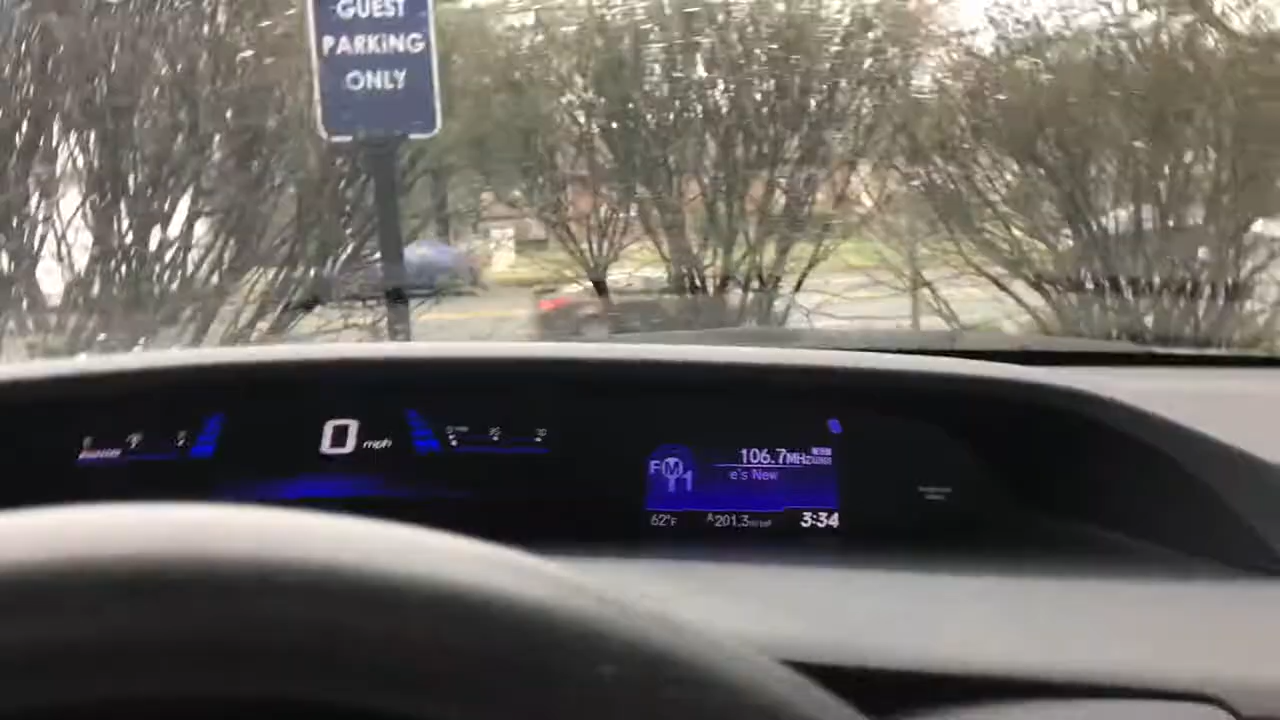 GUEST
PARKING
ONLY
0 mph
FM1
106.7MHz
e's New
62°F
A 201.3
3:34